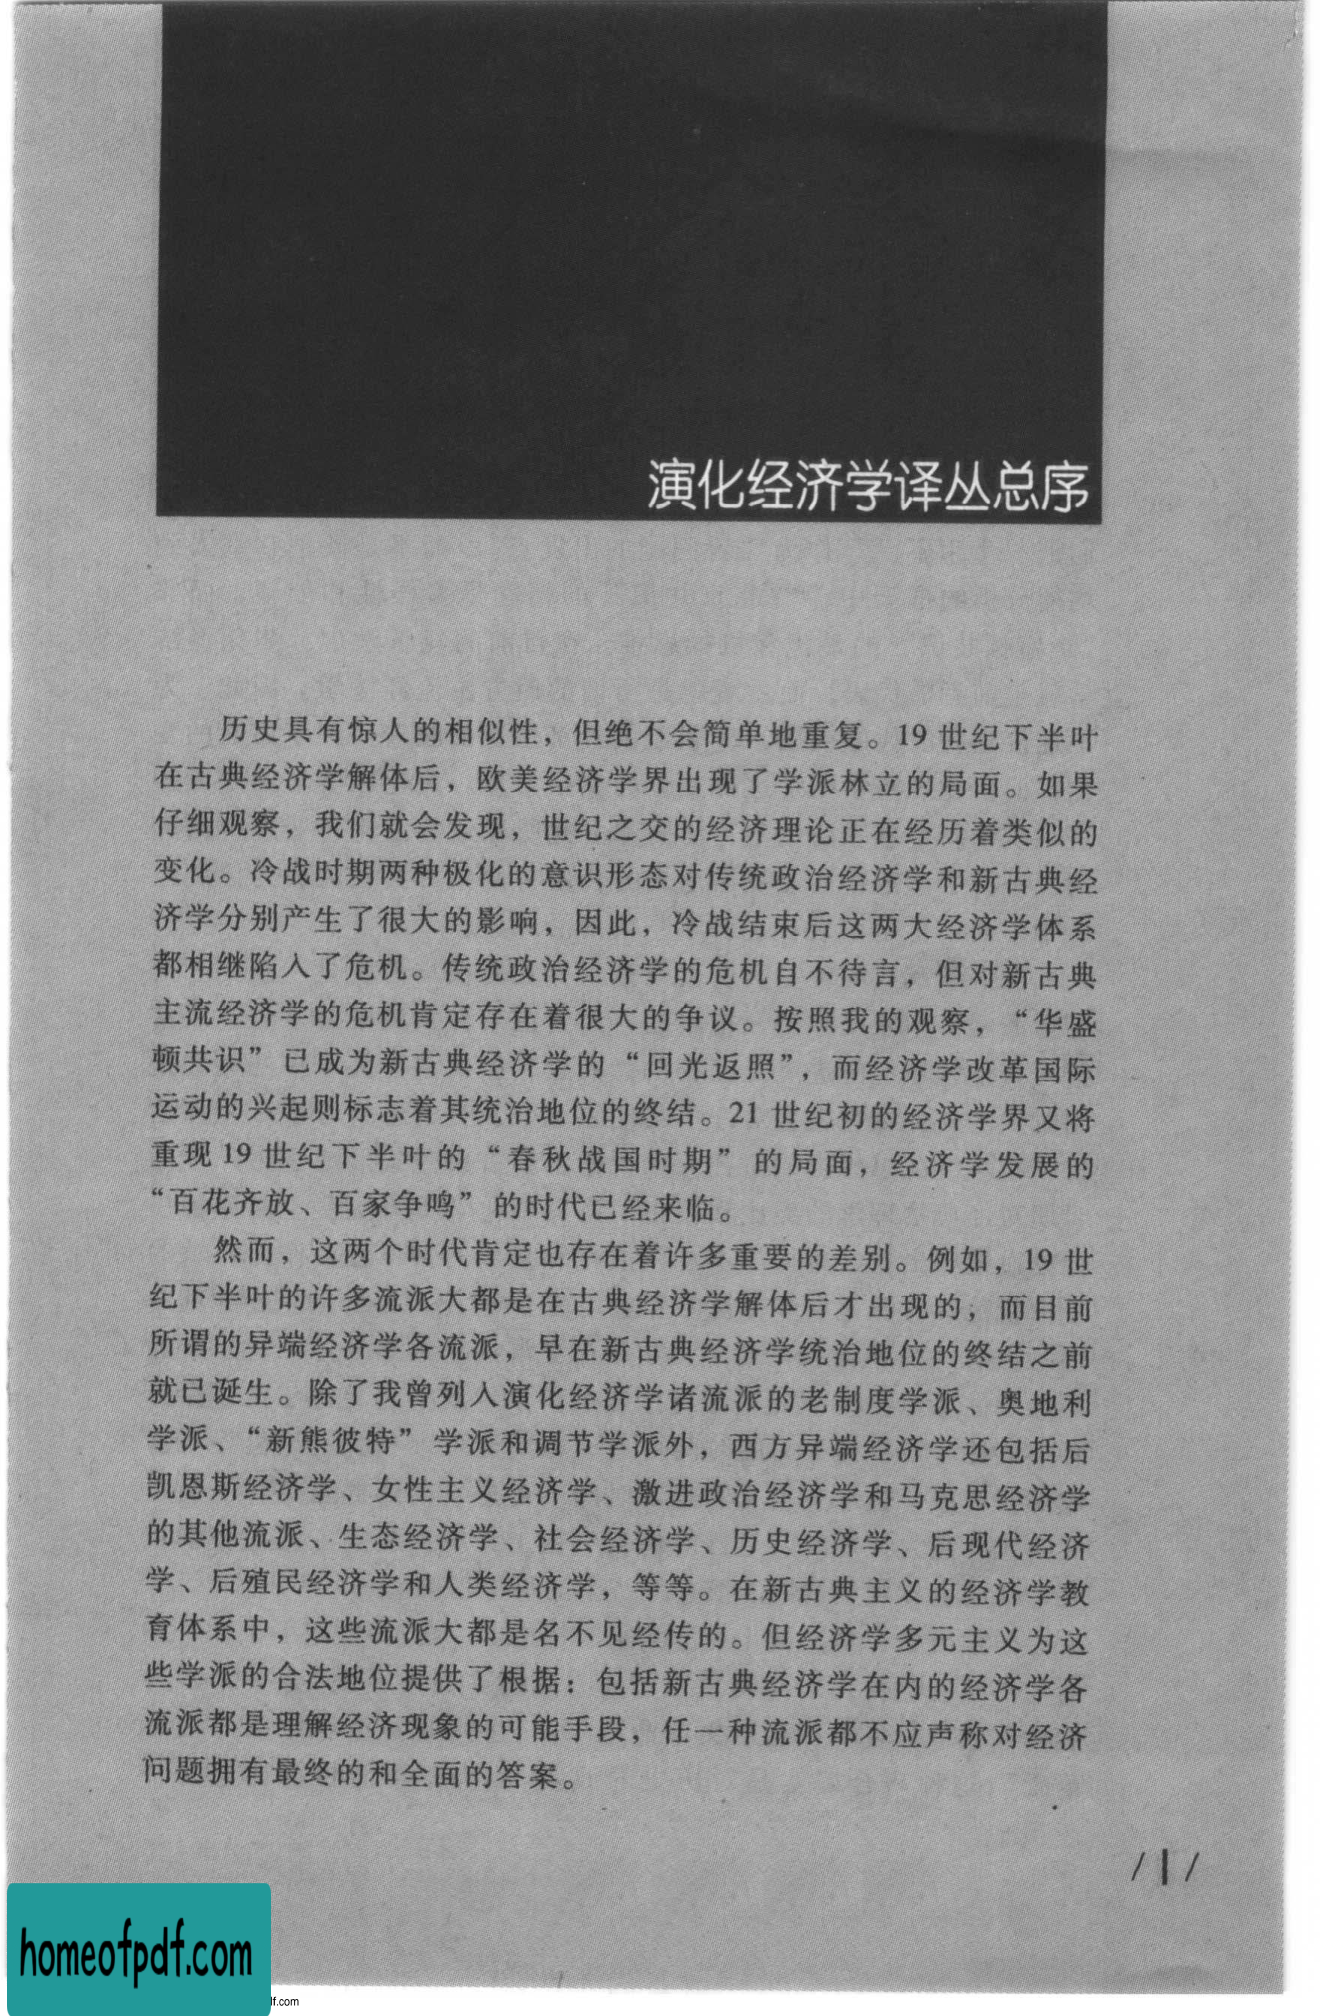 演化经济学译丛总序
历史具有惊人的相似性，但绝不会简单地重复。19 世纪下半叶
在古典经济学解体后，欧美经济学界出现了学派林立的局面。如果
仔细观察，我们就会发现，世纪之交的经济理论正在经历着类似的
变化。冷战时期两种极化的意识形态对传统政治经济学和新古典经
济学分别产生了很大的影响，因此，冷战结束后这两大经济学体系
都相继陷入了危机。传统政治经济学的危机自不待言，但对新古典
主流经济学的危机肯定存在着很大的争议。按照我的观察，“华盛
顿共识”已成为新古典经济学的“回光返照”，而经济学改革国际
运动的兴起则标志着其统治地位的终结。21 世纪初的经济学界又将
重现 19 世纪下半叶的“春秋战国时期”的局面，经济学发展的
“百花齐放、百家争鸣”的时代已经来临。
然而，这两个时代肯定也存在着许多重要的差别。例如，19 世
纪下半叶的许多流派大都是在古典经济学解体后才出现的，而目前
所谓的异端经济学各流派，早在新古典经济学统治地位的终结之前
就已诞生。除了我曾列入演化经济学诸流派的老制度学派、奥地利
学派、“新熊彼特”学派和调节学派外，西方异端经济学还包括后
凯恩斯经济学、女性主义经济学、激进政治经济学和马克思经济学
的其他流派、生态经济学、社会经济学、历史经济学、后现代经济
学、后殖民经济学和人类经济学，等等。在新古典主义的经济学教
育体系中，这些流派大都是名不见经传的。但经济学多元主义为这
些学派的合法地位提供了根据：包括新古典经济学在内的经济学各
流派都是理解经济现象的可能手段，任一种流派都不应声称对经济
问题拥有最终的和全面的答案。
/ 1 /
homeofpdf.com
df.com